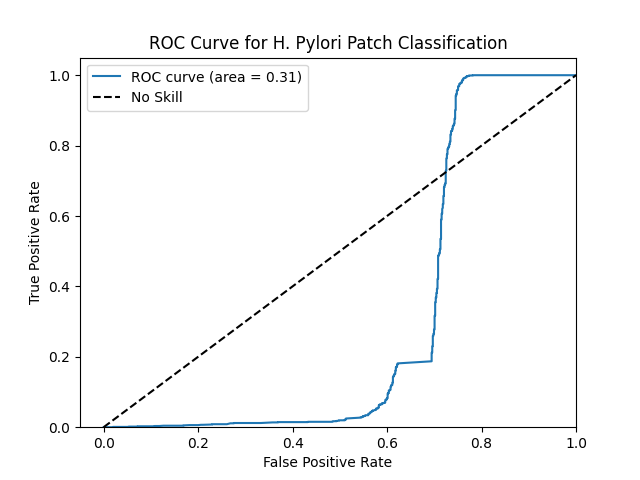 ROC Curve for H. Pylori Patch Classification
ROC curve (area = 0.31)
No Skill
True Positive Rate
1.0
0.8
0.6
0.4
0.2
0.0
0.0 0.2 0.4 0.6 0.8 1.0
False Positive Rate